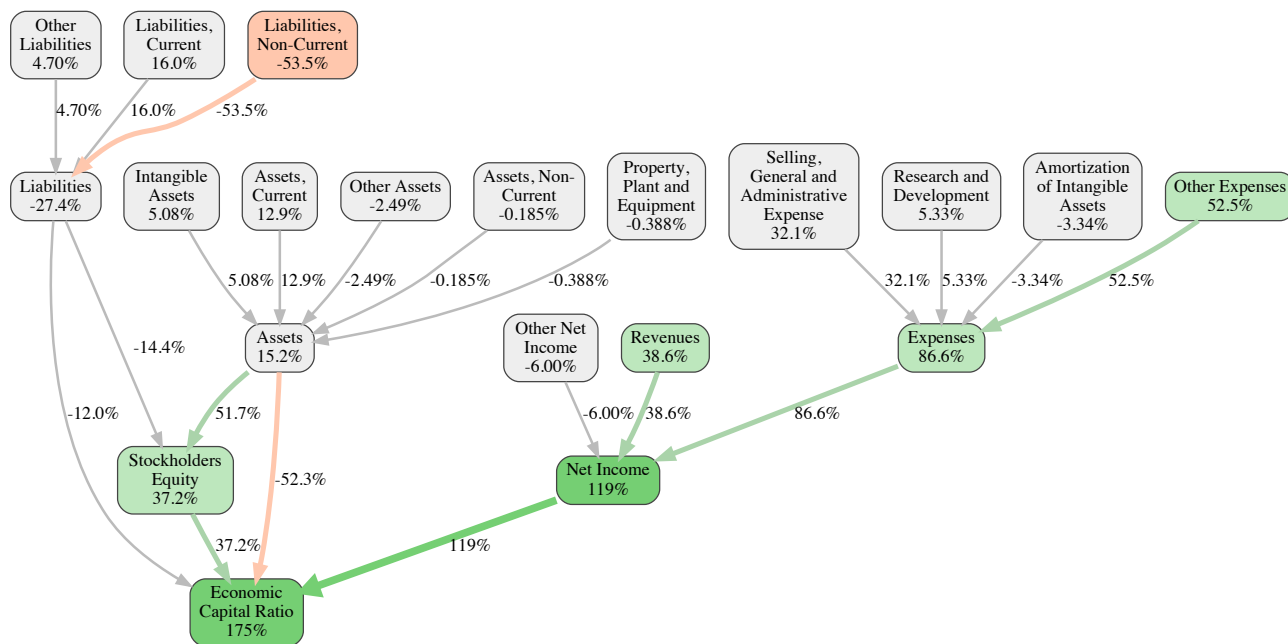 Other
Liabilities
4.70%
Liabilities,
Current
16.0%
Liabilities,
Non-Current
-53.5%
4.70%
16.0%
-53.5%
Liabilities
-27.4%
Intangible
Assets
5.08%
Assets,
Current
12.9%
Other Assets
-2.49%
Assets, Non-
Current
-0.185%
Property,
Plant and
Equipment
-0.388%
Selling,
General and
Administrative
Expense
32.1%
Research and
Development
5.33%
Amortization
of Intangible
Assets
-3.34%
Other Expenses
52.5%
5.08%
12.9%
-2.49%
-0.185%
-0.388%
32.1%
5.33%
-3.34%
52.5%
Assets
15.2%
Other Net
Income
-6.00%
Revenues
38.6%
Expenses
86.6%
-14.4%
-12.0%
51.7%
-52.3%
-6.00%
38.6%
86.6%
Stockholders
Equity
37.2%
Net Income
119%
37.2%
119%
Economic
Capital Ratio
175%